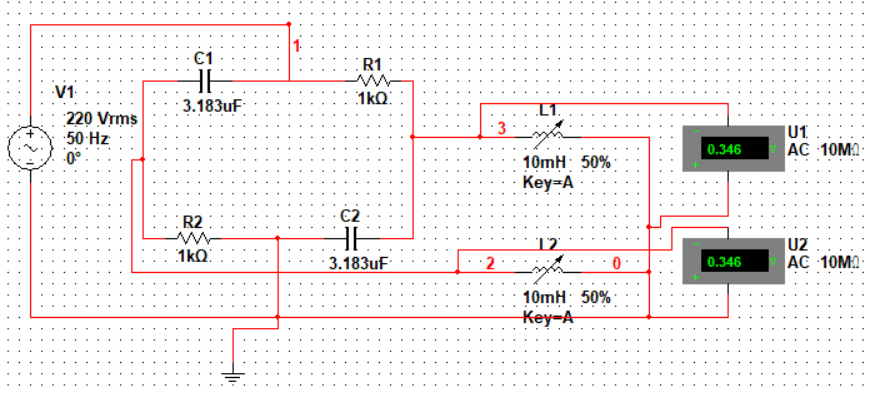 1
C1
3.183uF
R1
1kΩ
V1
220 Vrms
50 Hz
0°
3
L1
10mH 50%
Key=A
U1
0.346 V
AC 10MΩ
R2
1kΩ
C2
3.183uF
2
L2
0
10mH 50%
Key=A
U2
0.346 V
AC 10MΩ